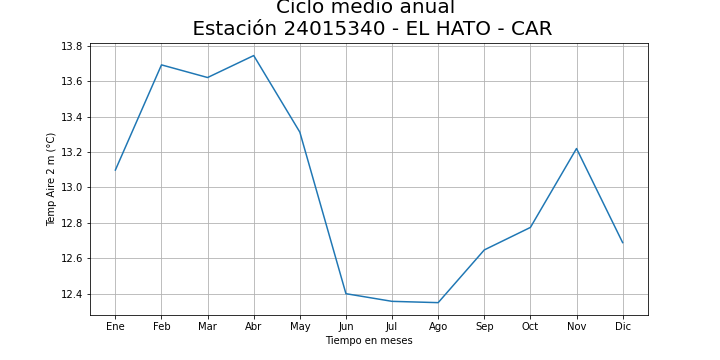 Ciclo medio anual
Estación 24015340 - EL HATO - CAR
Temp Aire 2 m (°C)
13.8
13.6
13.4
13.2
13.0
12.8
12.6
12.4
Ene Feb Mar Abr May Jun Jul Ago Sep Oct Nov Dic
Tiempo en meses